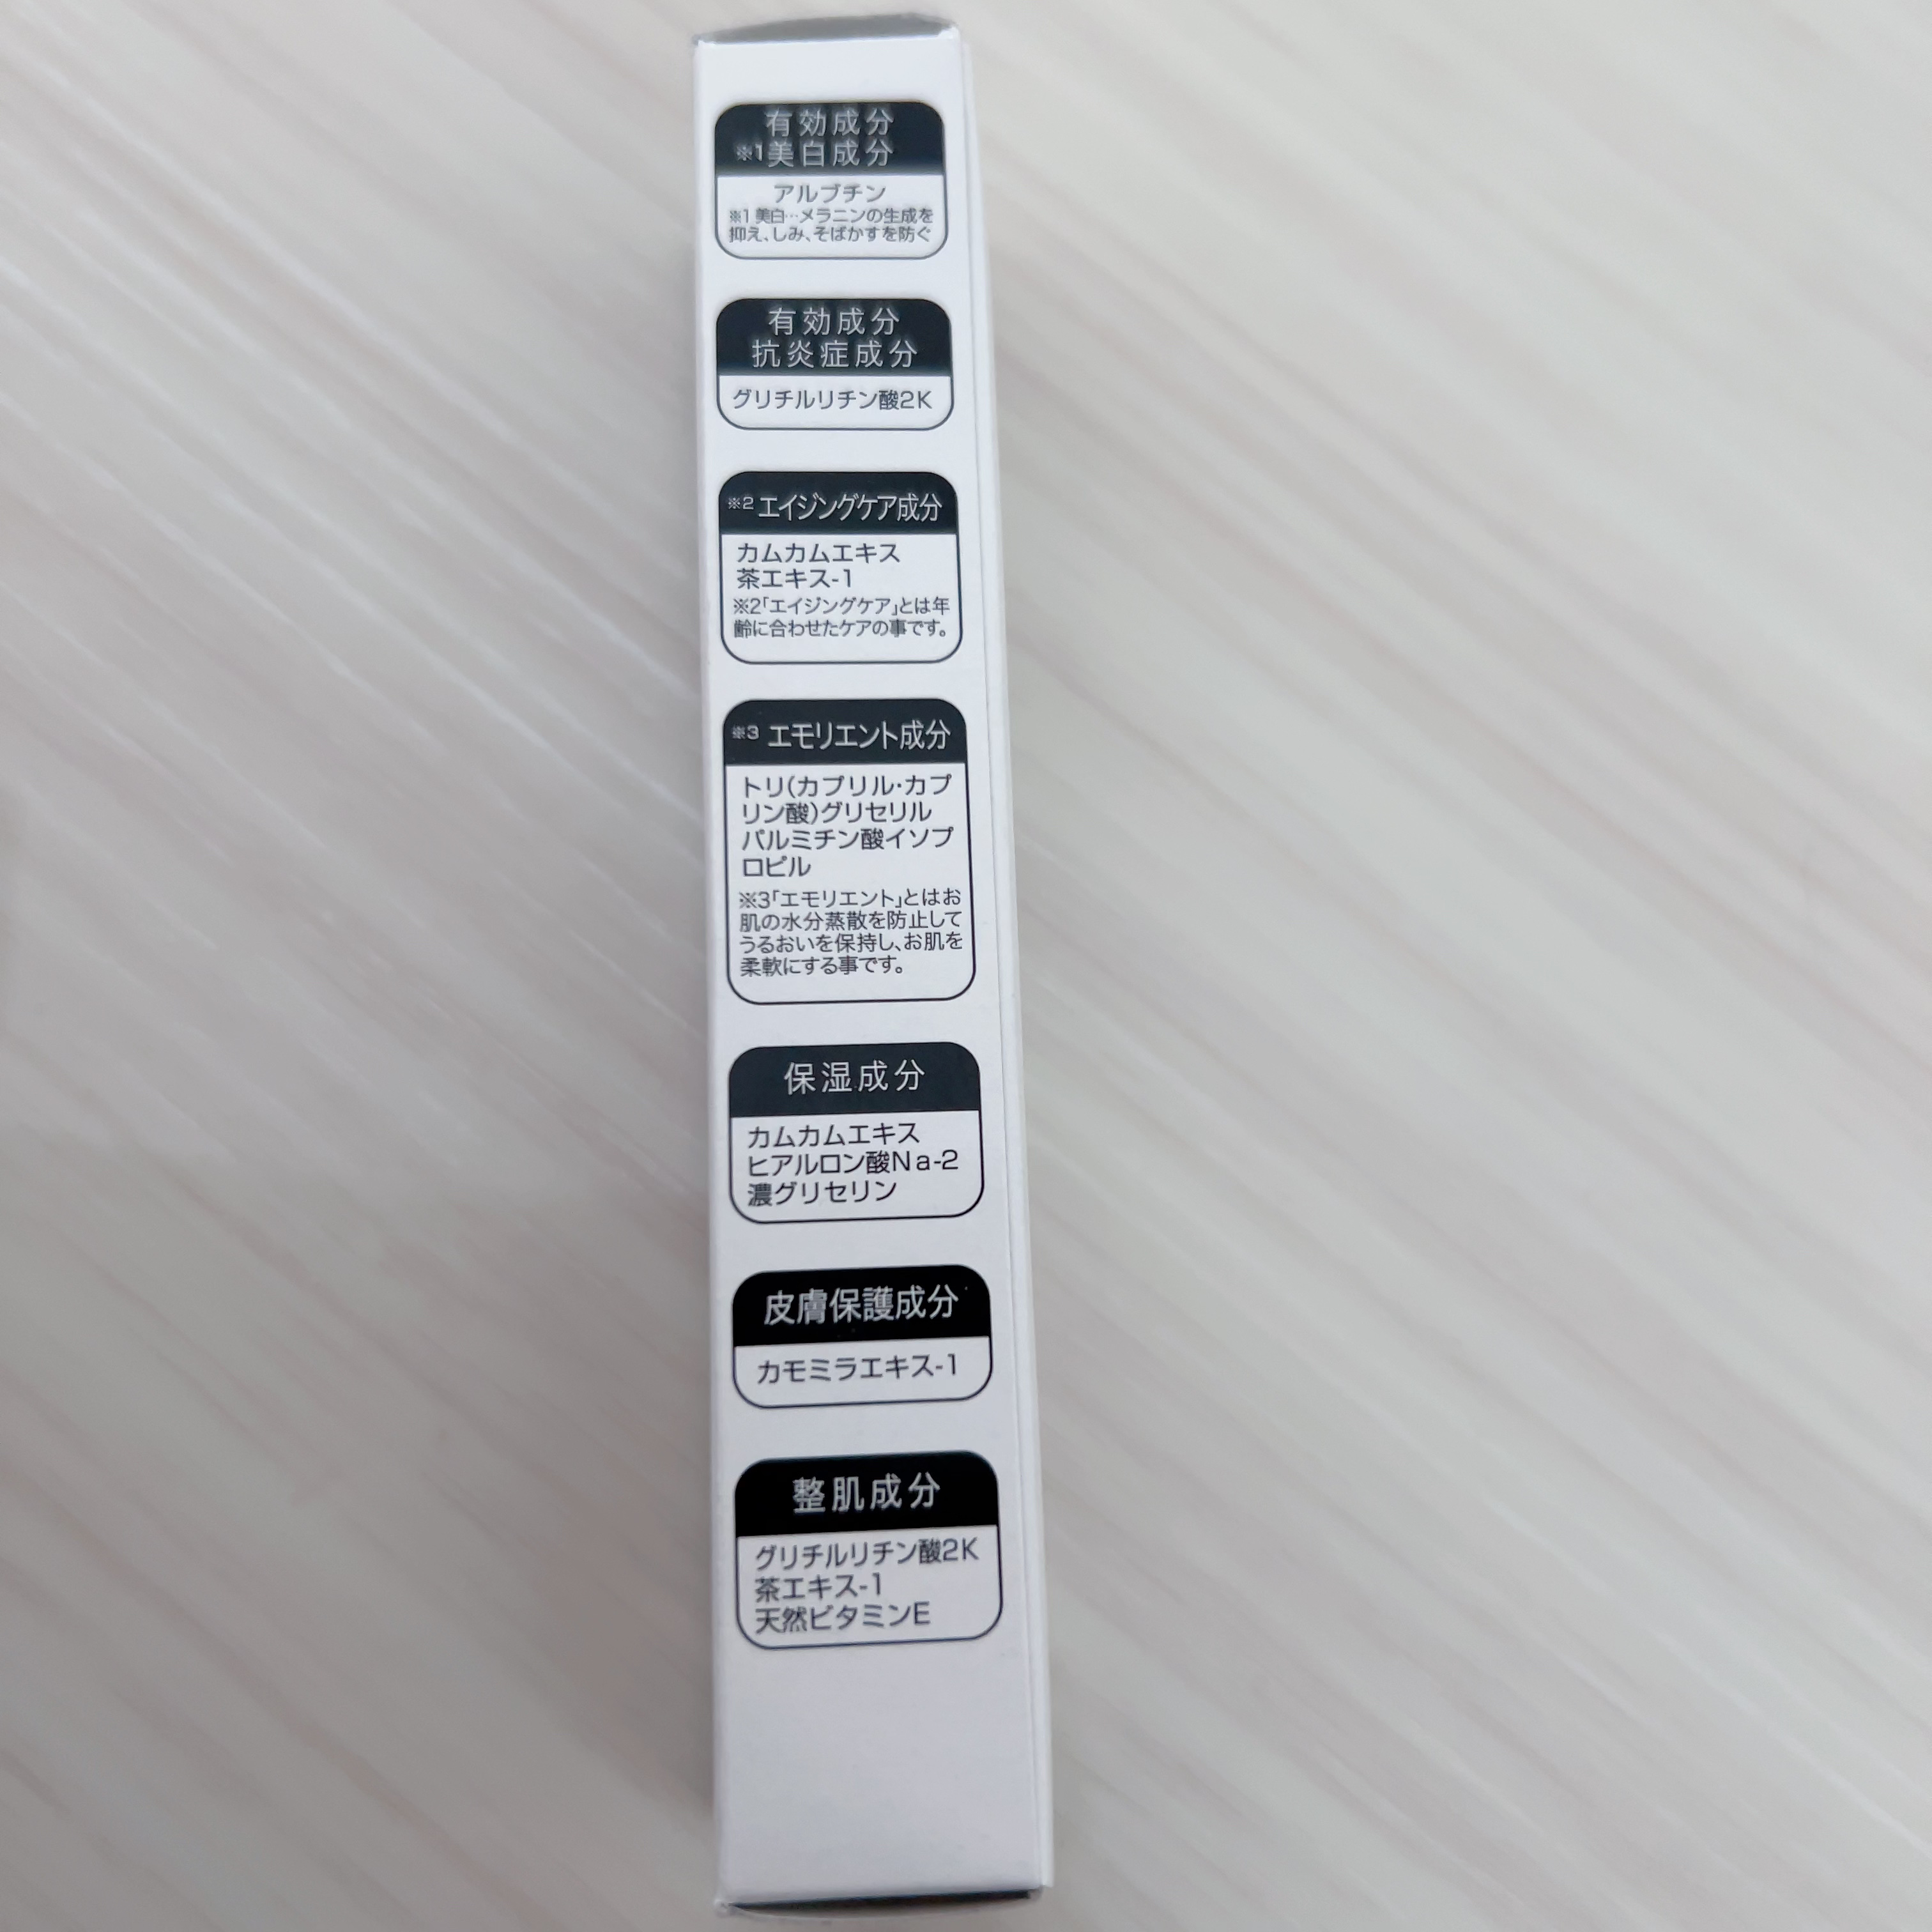 有効成分
※1美白成分
アルブチン
※1美白…メラニンの生成を
抑え、しみ、そばかすを防ぐ
有効成分
抗炎症成分
グリチルリチン酸2K
※2 エイジングケア成分
カムカムエキス
茶エキス-1
※2「エイジングケア」とは年
齢に合わせたケアの事です。
※3 エモリエント成分
トリ(カプリル・カプ
リン酸)グリセリル
パルミチン酸イソプ
ロピル
※3「エモリエント」とはお
肌の水分蒸散を防止して
うるおいを保持し、お肌を
柔軟にする事です。
保湿成分
カムカムエキス
ヒアルロン酸Na-2
濃グリセリン
皮膚保護成分
カモミラエキス-1
整肌成分
グリチルリチン酸2K
茶エキス-1
天然ビタミンE